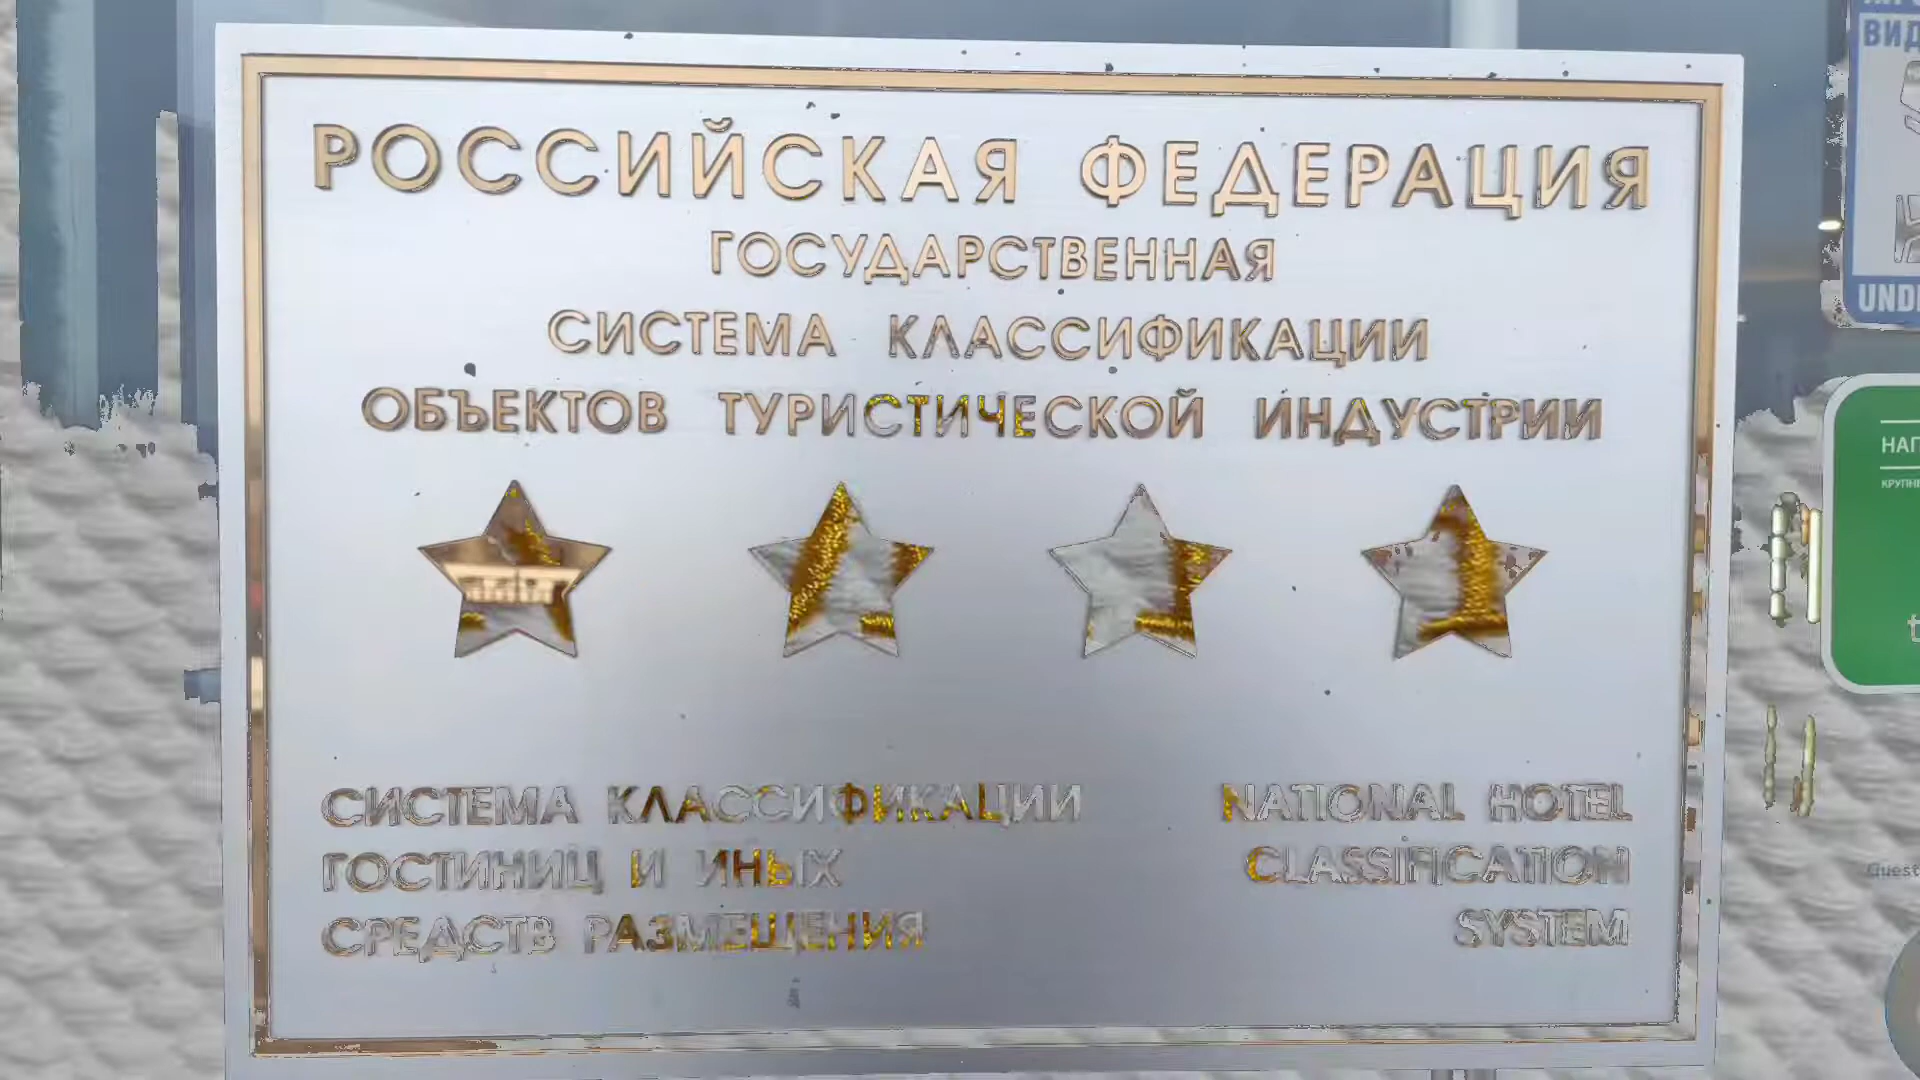 РОССИЙСКАЯ ФЕДЕРАЦИЯ
ГОСУДАРСТВЕННАЯ
СИСТЕМА КЛАССИФИКАЦИИ
ОБЪЕКТОВ ТУРИСТИЧЕСКОЙ ИНДУСТРИИ
СИСТЕМА КЛАССИФИКАЦИИ
ГОСТИНИЦ И ИНЫХ
СРЕДСТВ РАЗМЕЩЕНИЯ
NATIONAL HOTEL
CLASSIFICATION
SYSTEM